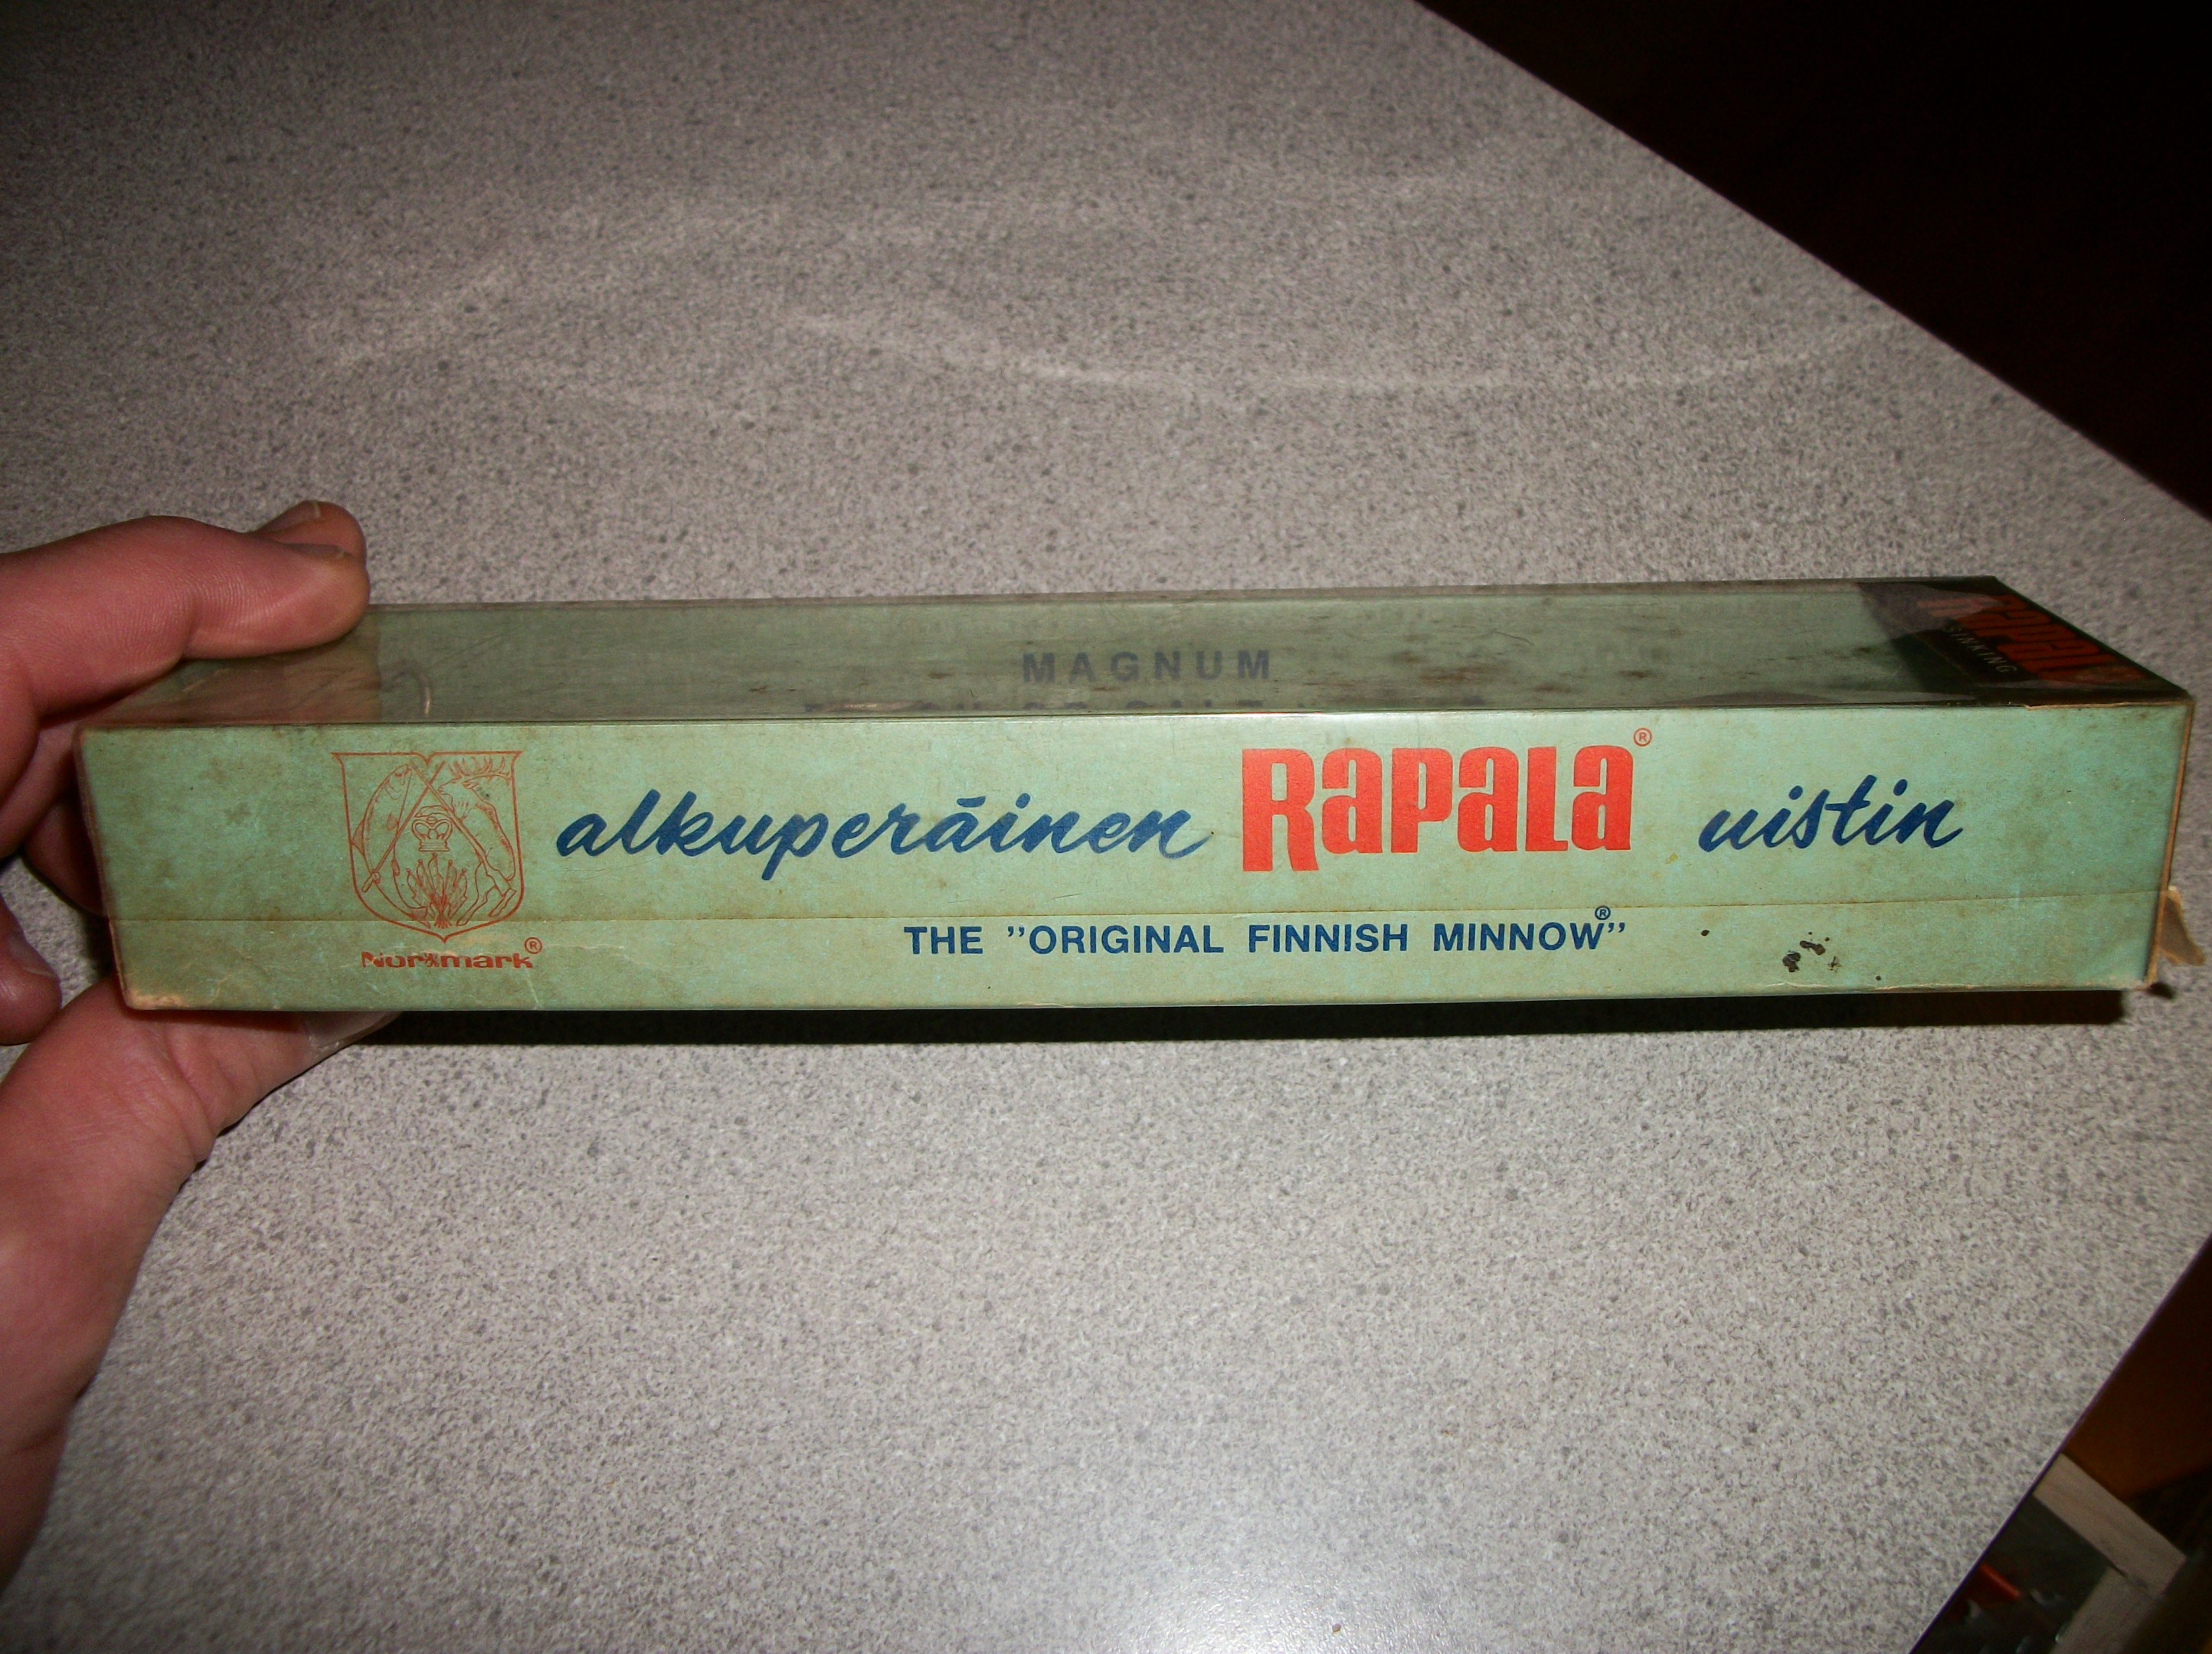 MAGNUM
RAPALA
SINKING
alkuperäinen RAPALA® uistin
THE "ORIGINAL FINNISH MINNOW®"
Normark®